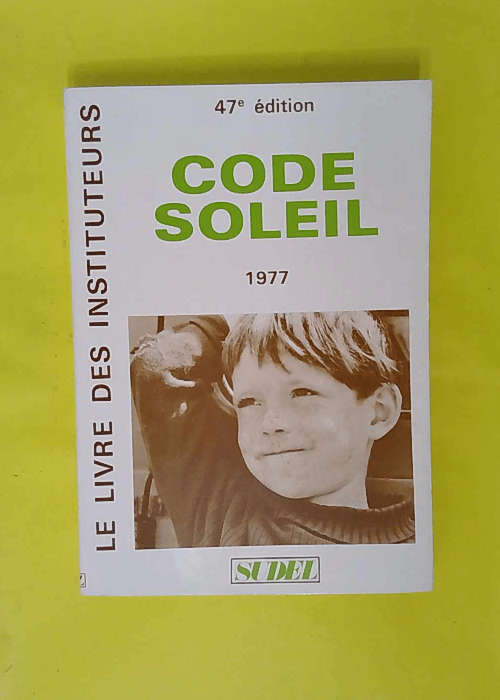 47e édition
CODE
SOLEIL
1977
LE LIVRE DES INSTITUTEURS
SUDEL